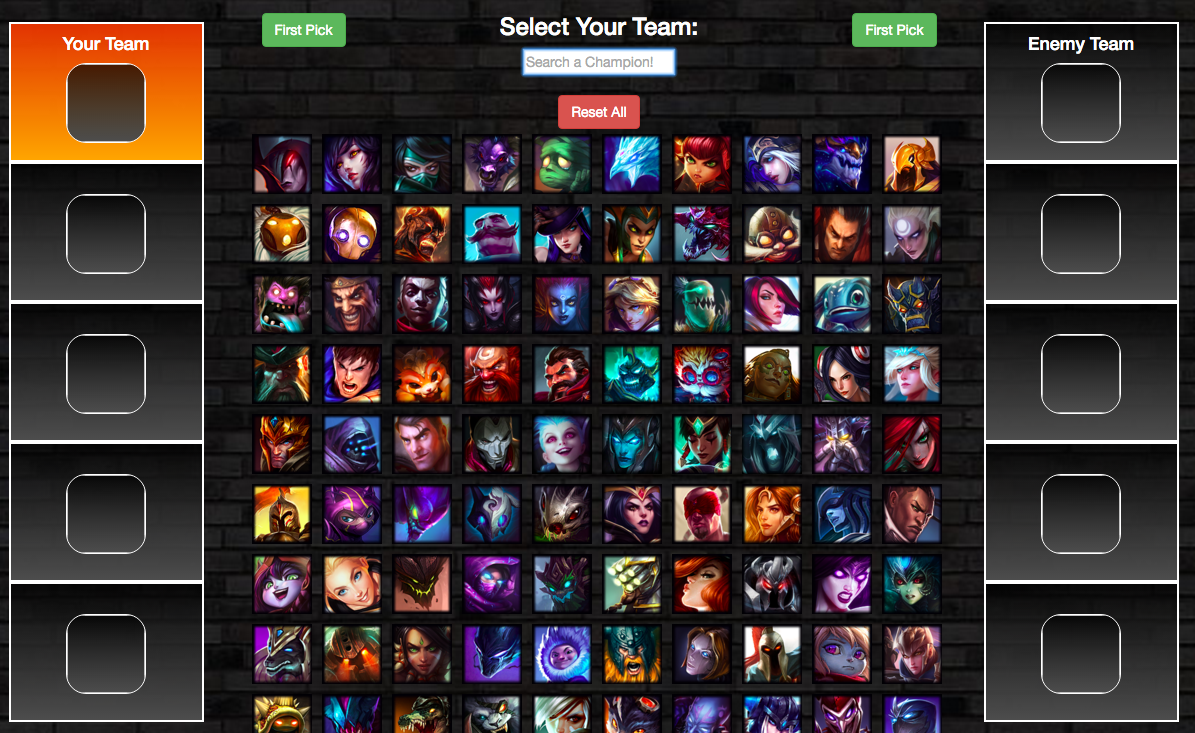 First Pick
Select Your Team:
First Pick
Your Team
Enemy Team
Search a Champion!
Reset All